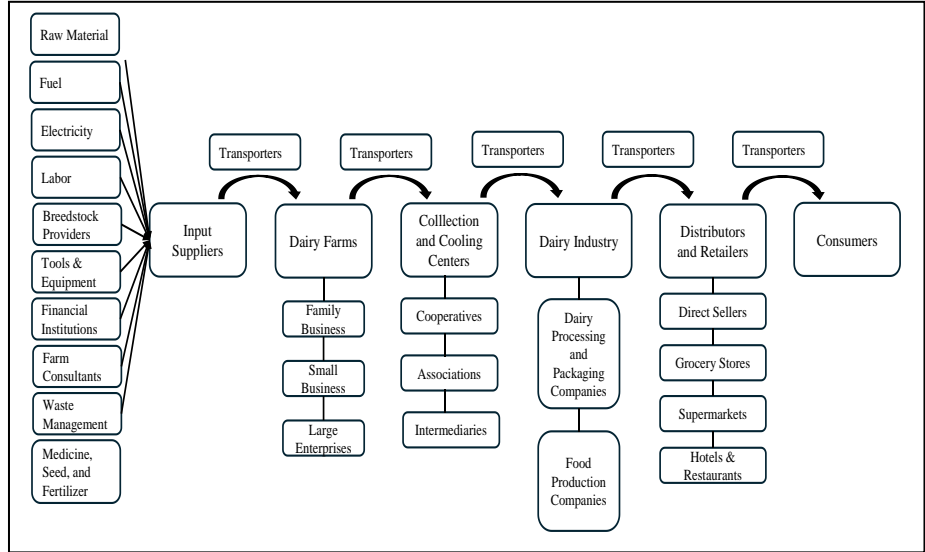 Raw Material
Fuel
Electricity
Labor
Breedstock
Providers
Tools &
Equipment
Financial
Institutions
Farm
Consultants
Waste
Management
Medicine,
Seed, and
Fertilizer
Transporters
Transporters
Transporters
Transporters
Transporters
Input
Suppliers
Dairy Farms
Colllection
and Cooling
Centers
Dairy Industry
Distributors
and Retailers
Consumers
Family
Business
Small
Business
Large
Enterprises
Cooperatives
Associations
Intermediaries
Dairy
Processing
and
Packaging
Companies
Food
Production
Companies
Direct Sellers
Grocery Stores
Supermarkets
Hotels &
Restaurants